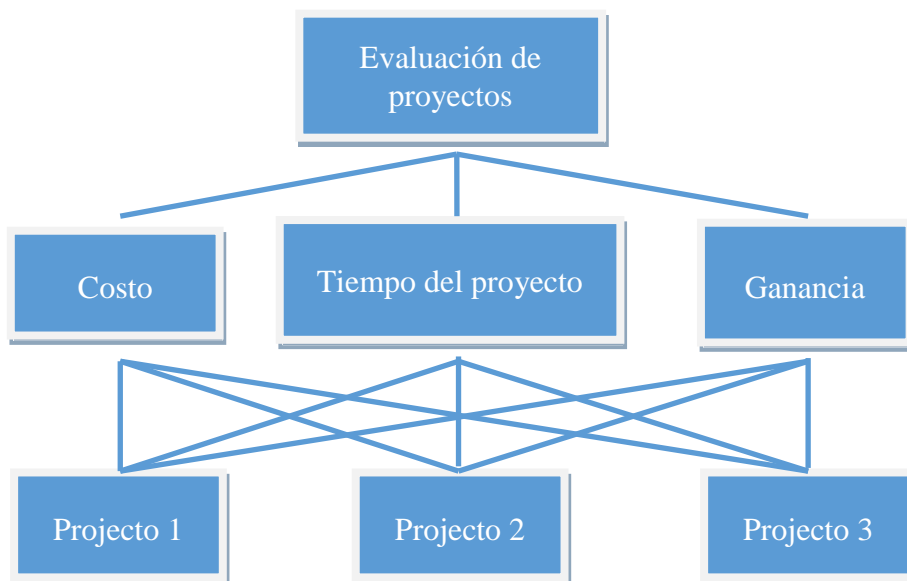 Evaluación de
proyectos
Costo
Tiempo del proyecto
Ganancia
Projecto 1
Projecto 2
Projecto 3